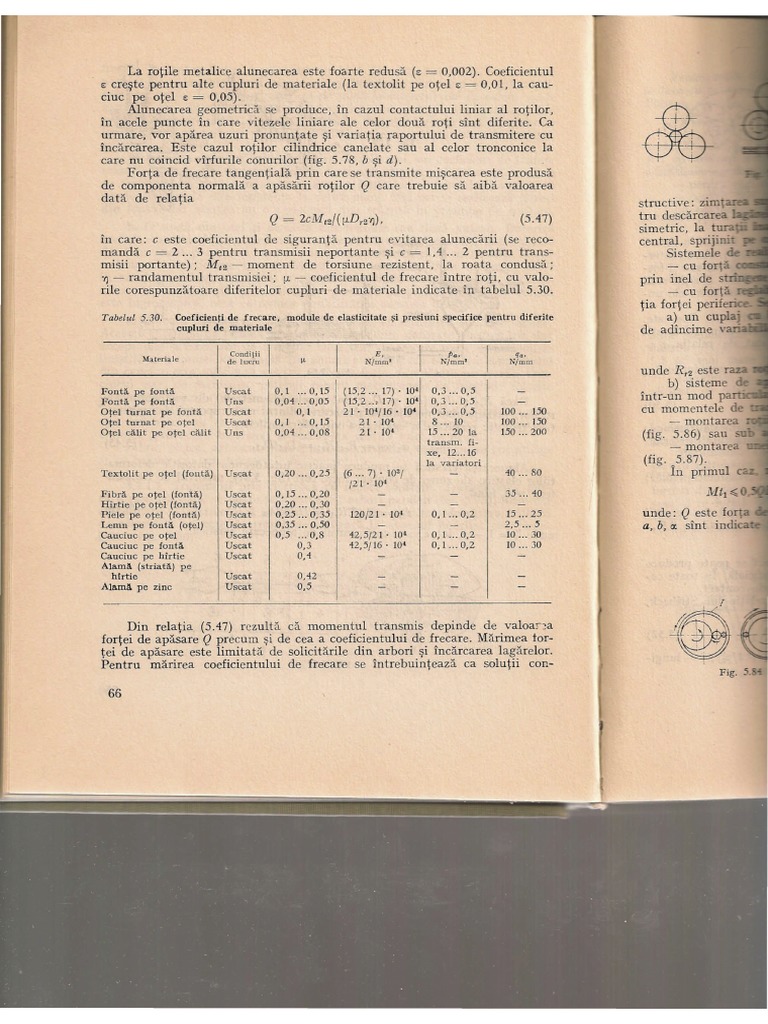 La roțile metalice alunecarea este foarte redusă (ε = 0,002). Coeficientul
ε crește pentru alte cupluri de materiale (la textolit pe oțel ε = 0,01, la cau-
ciuc pe oțel ε = 0,05).
Alunecarea geometrică se produce, în cazul contactului liniar al roților,
în acele puncte în care vitezele liniare ale celor două roți sînt diferite. Ca
urmare, vor apărea uzuri pronunțate și variația raportului de transmitere cu
încărcarea. Este cazul roților cilindrice canelate sau al celor tronconice la
care nu coincid vîrfurile conurilor (fig. 5.78, b și d).
Forța de frecare tangențială prin care se transmite mișcarea este produsă
de componenta normală a apăsării roților Q care trebuie să aibă valoarea
dată de relația
Q = 2cMt2/(μDr2η), (5.47)
în care: c este coeficientul de siguranță pentru evitarea alunecării (se reco-
mandă c = 2 ... 3 pentru transmisii neportante și c = 1,4 ... 2 pentru trans-
misii portante); Mt2 — moment de torsiune rezistent, la roata condusă;
η — randamentul transmisiei; μ — coeficientul de frecare între roți, cu valo-
rile corespunzătoare diferitelor cupluri de materiale indicate în tabelul 5.30.
Tabelul 5.30. Coeficienți de frecare, module de elasticitate și presiuni specifice pentru diferite
cupluri de materiale
Materiale Condiții de lucru μ E, N/mm² pa, N/mm² qa, N/mm
Fontă pe fontă Uscat 0,1 ... 0,15 (15,2 ... 17) · 10⁴ 0,3 ... 0,5 —
Fontă pe fontă Uns 0,04 ... 0,05 (15,2 ... 17) · 10⁴ 0,3 ... 0,5 —
Oțel turnat pe fontă Uscat 0,1 21 · 10⁴/16 · 10⁴ 0,3 ... 0,5 100 ... 150
Oțel turnat pe oțel Uscat 0,1 ... 0,15 21 · 10⁴ 8 ... 10 100 ... 150
Oțel călit pe oțel călit Uns 0,04 ... 0,08 21 · 10⁴ 15 ... 20 la 150 ... 200
transm. fi-
xe, 12...16
la variatori
Textolit pe oțel (fontă) Uscat 0,20 ... 0,25 (6 ... 7) · 10³/ — 40 ... 80
/21 · 10⁴
Fibră pe oțel (fontă) Uscat 0,15 ... 0,20 — — 35 ... 40
Hîrtie pe oțel (fontă) Uscat 0,20 ... 0,30 — — —
Piele pe oțel (fontă) Uscat 0,25 ... 0,35 120/21 · 10⁴ 0,1 ... 0,2 15 ... 25
Lemn pe fontă (oțel) Uscat 0,35 ... 0,50 — — 2,5 ... 5
Cauciuc pe oțel Uscat 0,5 ... 0,8 42,5/21 · 10⁴ 0,1 ... 0,2 10 ... 30
Cauciuc pe fontă Uscat 0,3 42,5/16 · 10⁴ 0,1 ... 0,2 10 ... 30
Cauciuc pe hîrtie Uscat 0,4 — — —
Alamă (striată) pe
hîrtie Uscat 0,42 — — —
Alamă pe zinc Uscat 0,5 — — —
Din relația (5.47) rezultă că momentul transmis depinde de valoarea
forței de apăsare Q precum și de cea a coeficientului de frecare. Mărimea for-
ței de apăsare este limitată de solicitările din arbori și încărcarea lagărelor.
Pentru mărirea coeficientului de frecare se întrebuințează ca soluții con-
66
structive: zimțarea
tru descărcarea
simetric, la turații
central, sprijinit pe
Sistemele de
— cu forță
prin inel de
— cu forță
ția forței periferice.
a) un cuplaj cu
de adîncime
unde Rr2 este raza
b) sisteme de
într-un mod
cu momentele de
— montarea
(fig. 5.86) sau sub
— montarea
(fig. 5.87).
În primul caz,
Mt1 ⩽ 0,5
unde: Q este forța de
a, b, α sînt indicate
I
Fig. 5.84